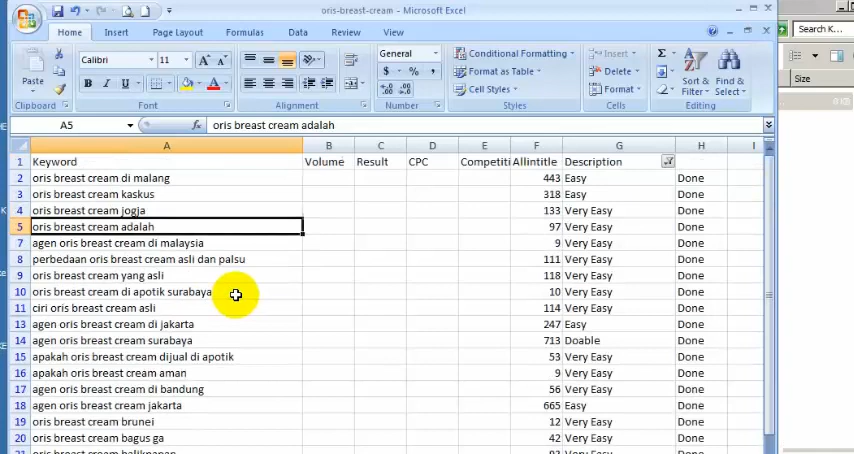 oris-breast-cream - Microsoft Excel
Home Insert Page Layout Formulas Data Review View
Paste Calibri 11 A A General Conditional Formatting Insert Σ
B I U A $ % , Format as Table Delete Sort & Filter Find & Select
Cell Styles Format
Clipboard Font Alignment Number Styles Cells Editing
A5 fx oris breast cream adalah
A B C D E F G H I
1 Keyword Volume Result CPC Competiti Allintitle Description
2 oris breast cream di malang 443 Easy Done
3 oris breast cream kaskus 318 Easy Done
4 oris breast cream jogja 133 Very Easy Done
5 oris breast cream adalah 97 Very Easy Done
7 agen oris breast cream di malaysia 9 Very Easy Done
8 perbedaan oris breast cream asli dan palsu 111 Very Easy Done
9 oris breast cream yang asli 118 Very Easy Done
10 oris breast cream di apotik surabaya 10 Very Easy Done
11 ciri oris breast cream asli 114 Very Easy Done
13 agen oris breast cream di jakarta 247 Easy Done
14 agen oris breast cream surabaya 713 Doable Done
15 apakah oris breast cream dijual di apotik 53 Very Easy Done
16 apakah oris breast cream aman 9 Very Easy Done
17 agen oris breast cream di bandung 56 Very Easy Done
18 agen oris breast cream jakarta 665 Easy Done
19 oris breast cream brunei 12 Very Easy Done
20 oris breast cream bagus ga 42 Very Easy Done
21 oris breast cream balikpapan 93 Very Easy Done
Search K...
Size